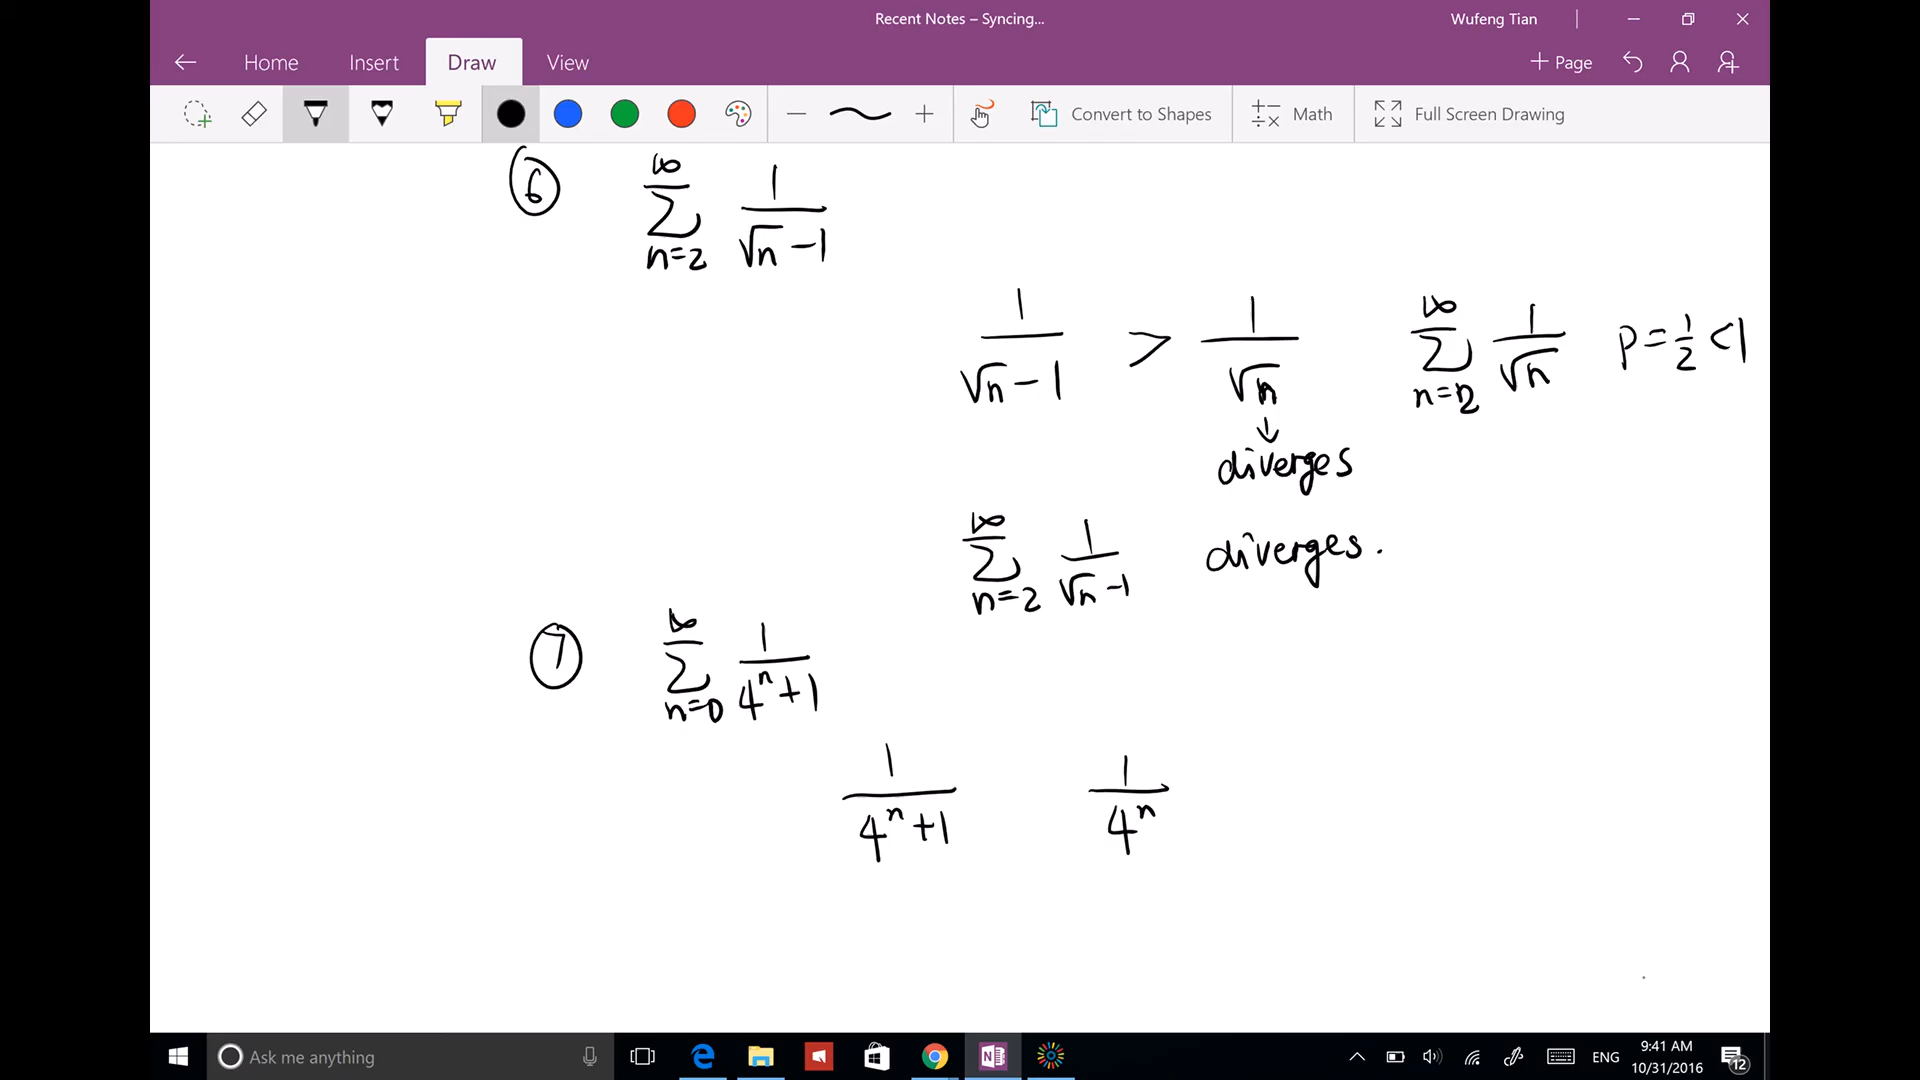 Recent Notes – Syncing...
Wufeng Tian
Home Insert Draw View
Page
Convert to Shapes
Math
Full Screen Drawing
⑥ ∑_{n=2}^{∞} 1/(√n − 1)
1/(√n − 1) > 1/√n ∑_{n=2}^{∞} 1/√n p = 1/2 < 1
↓
diverges
∑_{n=2}^{∞} 1/(√n − 1) diverges.
⑦ ∑_{n=0}^{∞} 1/(4^n + 1)
1/(4^n + 1) 1/4^n
Ask me anything
ENG
9:41 AM
10/31/2016
12